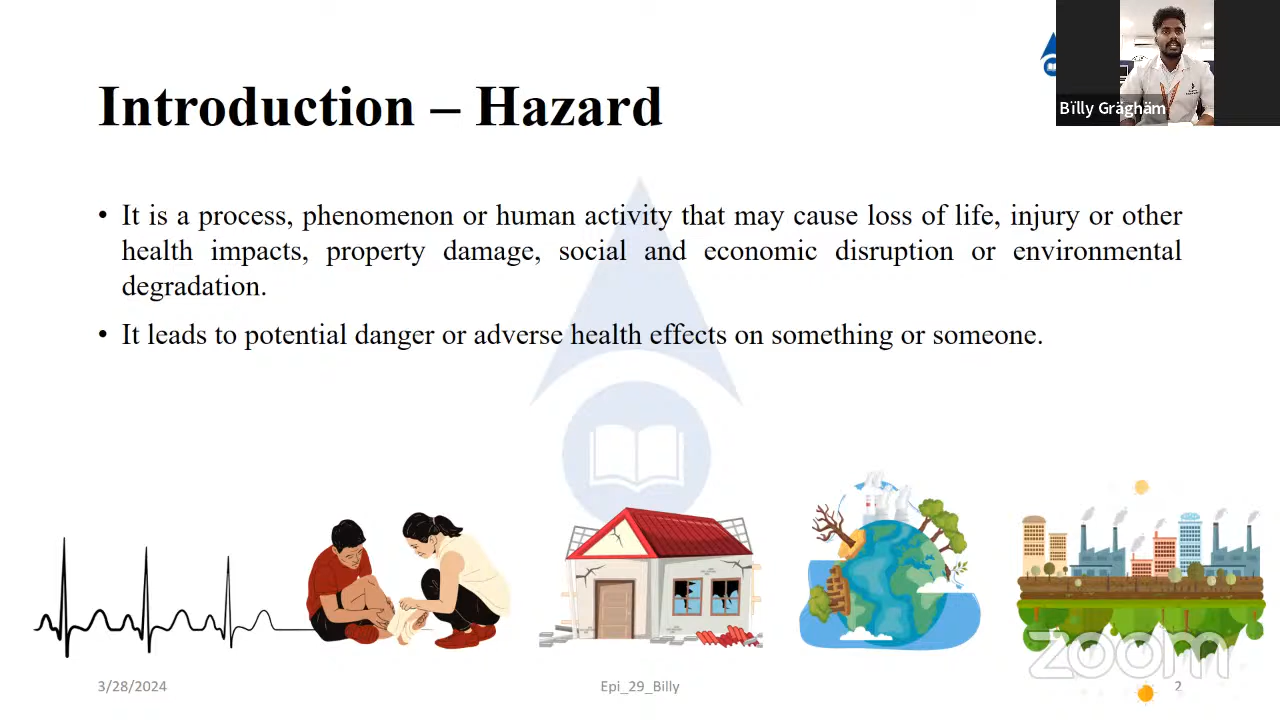 Introduction – Hazard
Bïlly Gräghäm
• It is a process, phenomenon or human activity that may cause loss of life, injury or other
health impacts, property damage, social and economic disruption or environmental
degradation.
• It leads to potential danger or adverse health effects on something or someone.
zoom
3/28/2024
Epi_29_Billy
2